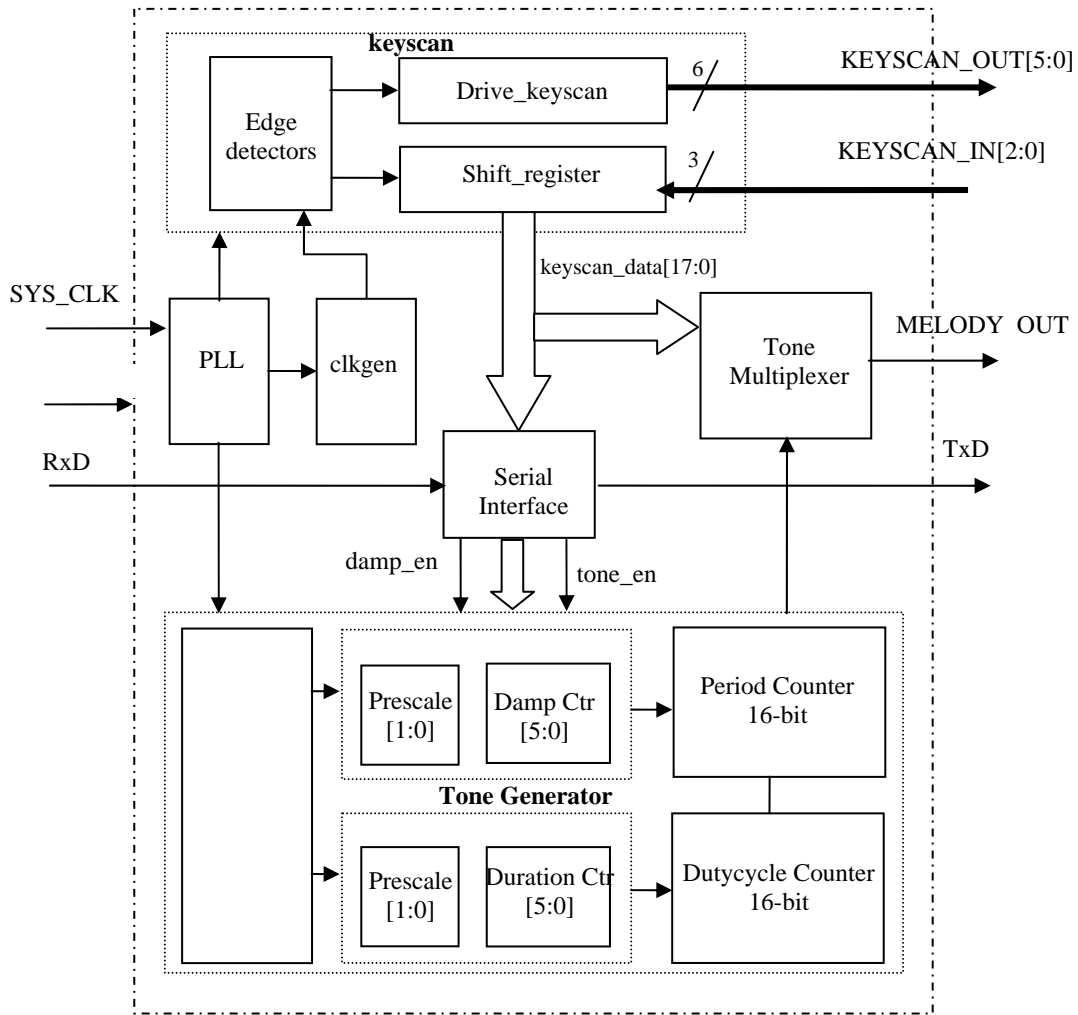 keyscan
KEYSCAN_OUT[5:0]
6
Drive_keyscan
Edge
detectors
KEYSCAN_IN[2:0]
3
Shift_register
keyscan_data[17:0]
SYS_CLK
MELODY_OUT
PLL
clkgen
Tone
Multiplexer
RxD
TxD
Serial
Interface
damp_en
tone_en
Prescale
[1:0]
Damp Ctr
[5:0]
Period Counter
16-bit
Tone Generator
Prescale
[1:0]
Duration Ctr
[5:0]
Dutycycle Counter
16-bit